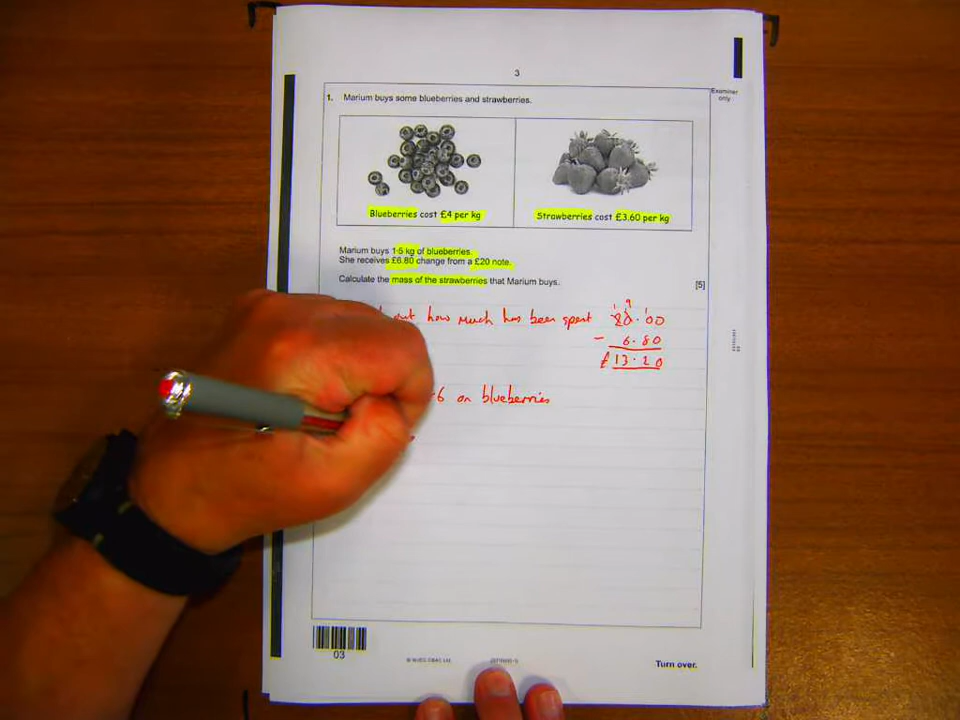 3
Examiner only
1. Marium buys some blueberries and strawberries.
Blueberries cost £4 per kg
Strawberries cost £3.60 per kg
Marium buys 1·5 kg of blueberries.
She receives £6.80 change from a £20 note.
Calculate the mass of the strawberries that Marium buys.
[5]
out how much has been spent
20.00
- 6.80
£13.20
6 on blueberries
03
Turn over.